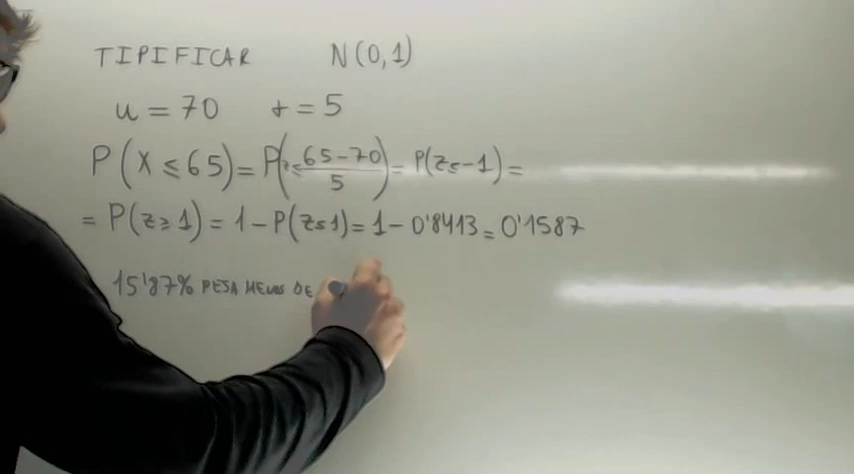 TIPIFICAR N(0,1)
u = 70 t = 5
P(X ≤ 65) = P(z ≤ 65-70/5) = P(z ≤ -1) =
= P(z ≥ 1) = 1 - P(z ≤ 1) = 1 - 0'8413 = 0'1587
15'87% PESA MENOS DE